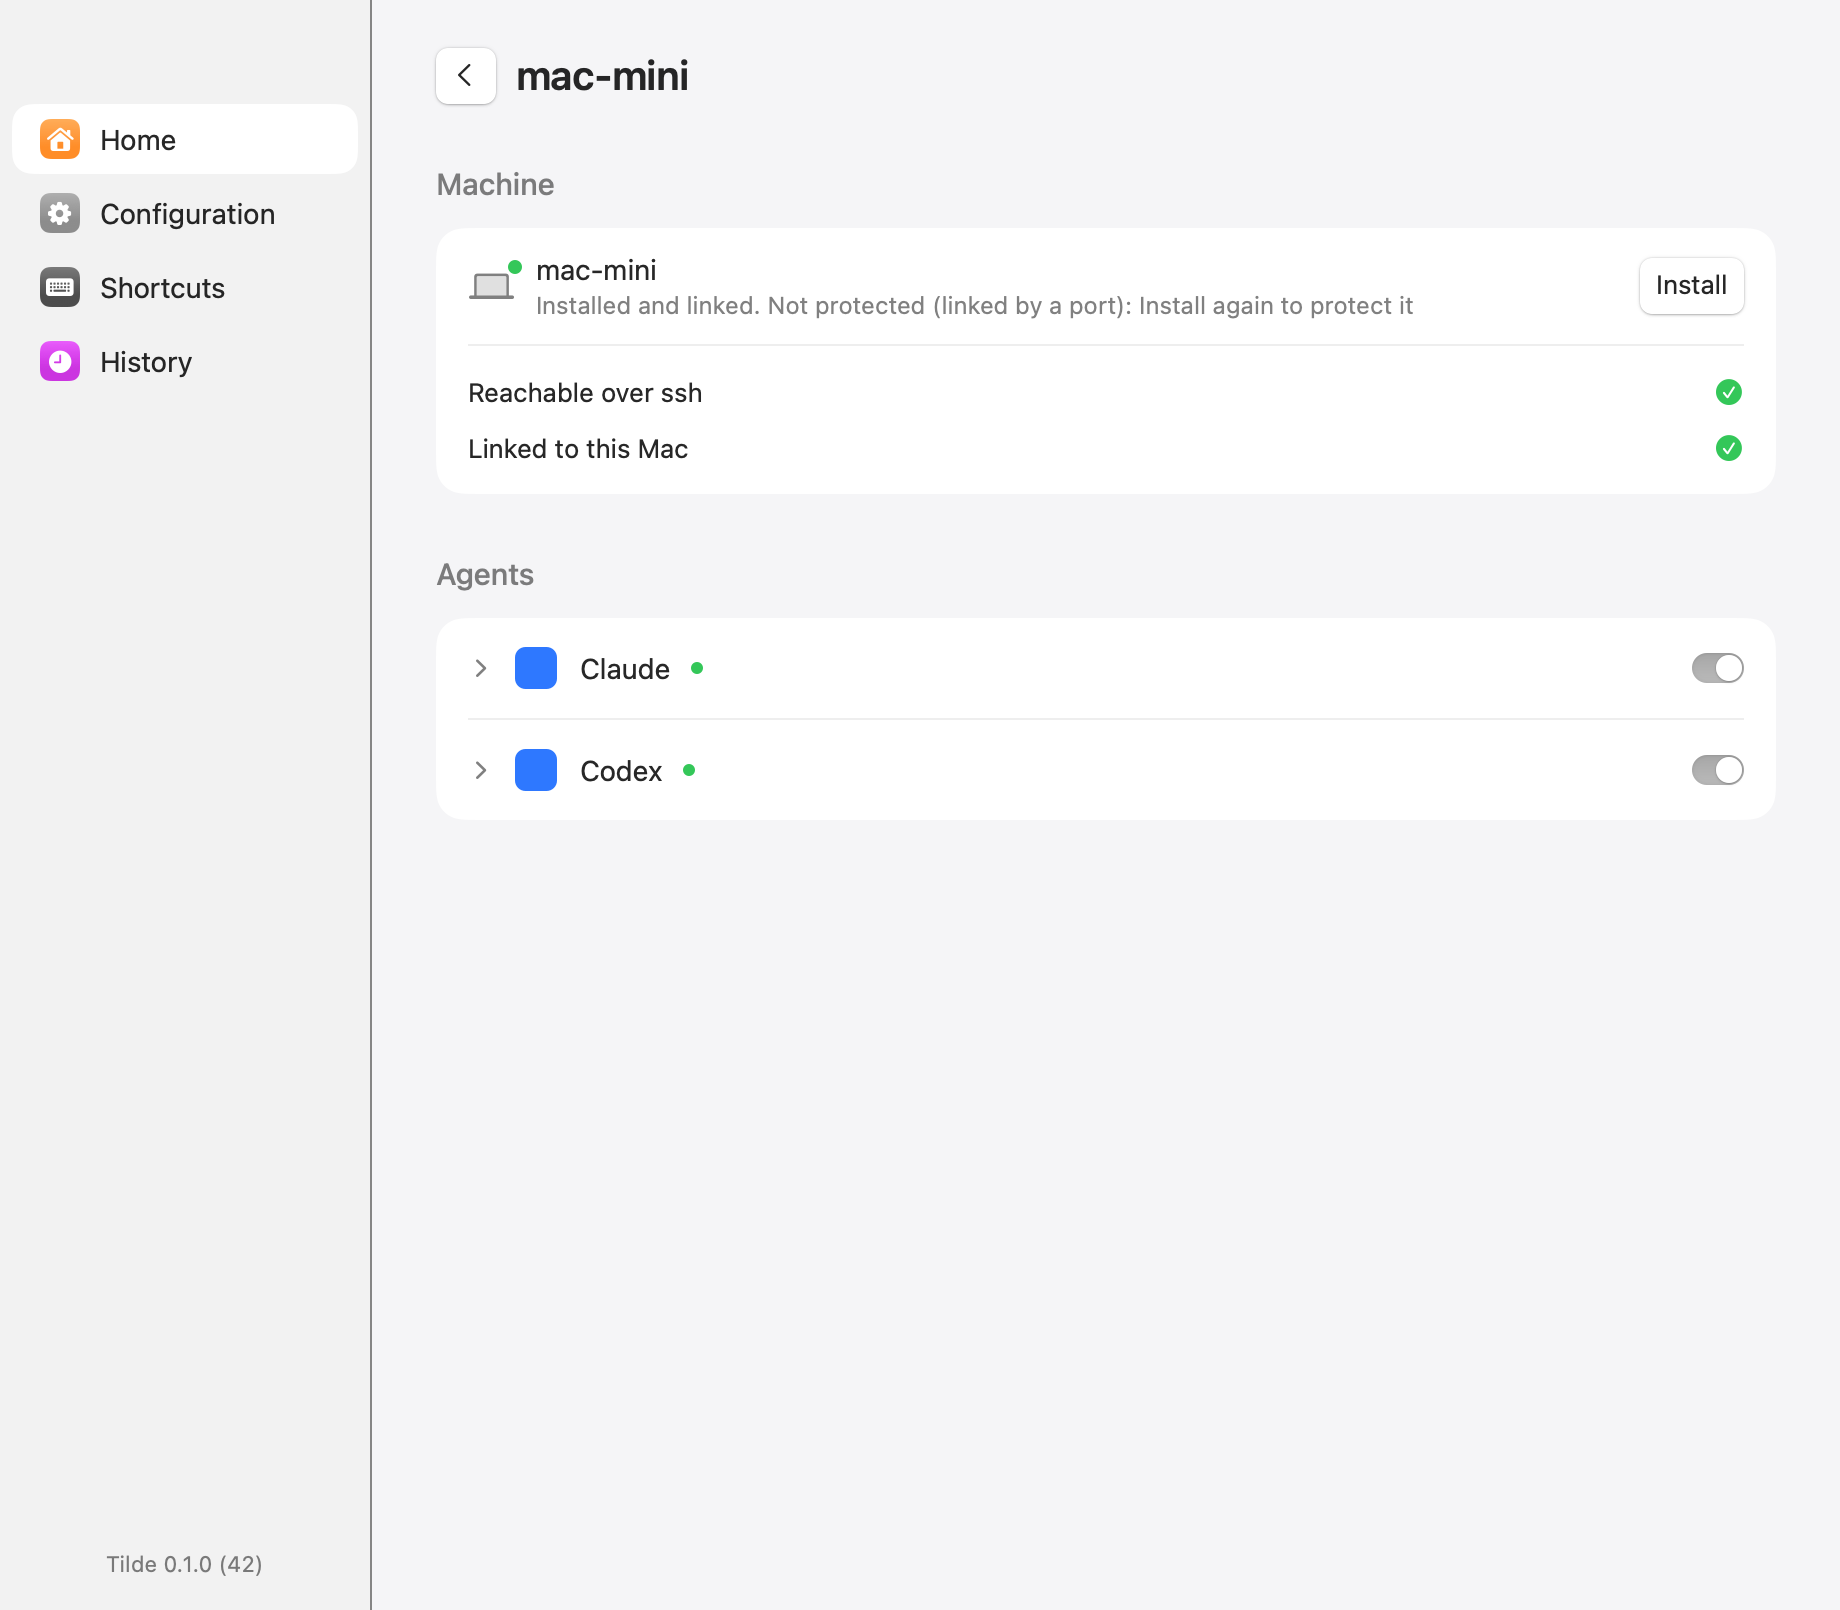 mac-mini
Home
Configuration
Shortcuts
History
Machine
mac-mini
Installed and linked. Not protected (linked by a port): Install again to protect it
Install
Reachable over ssh
Linked to this Mac
Agents
Claude
Codex
Tilde 0.1.0 (42)